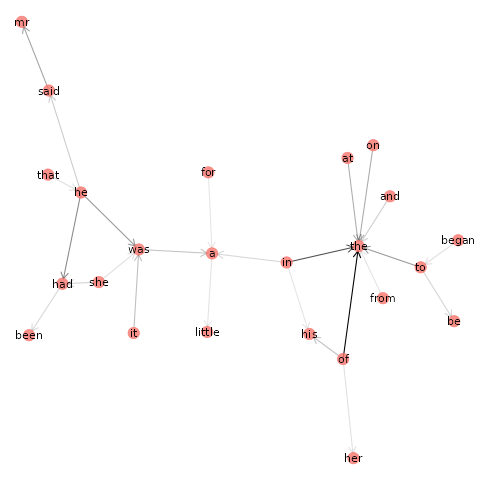 mr
said
that
he
for
at
on
and
was
a
in
the
began
to
had
she
been
it
little
his
from
be
of
her